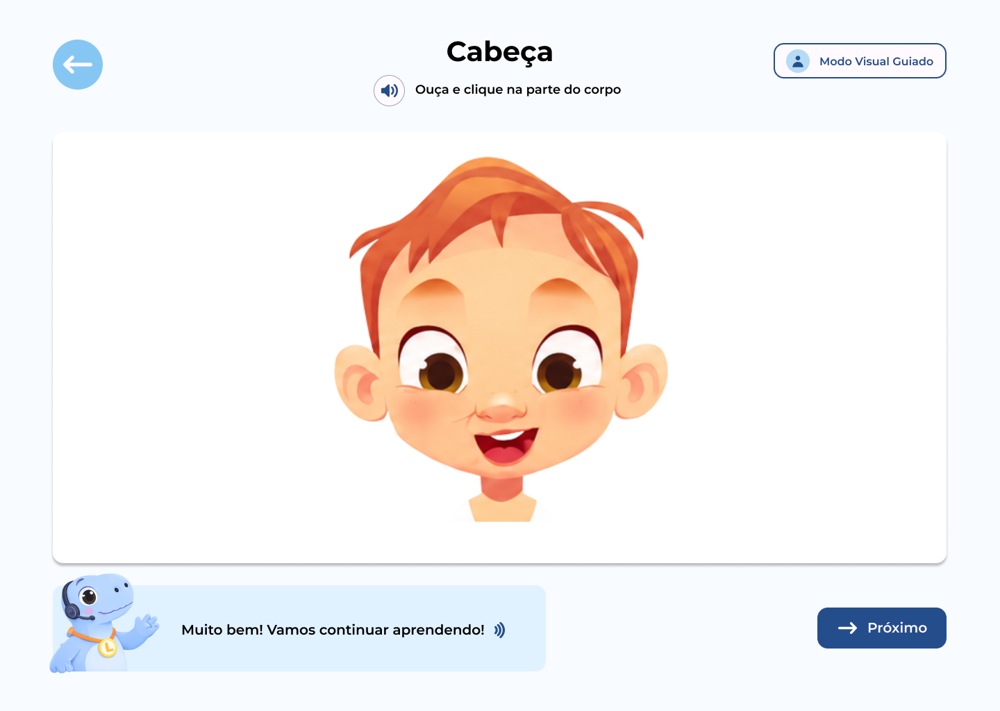 Cabeça
Modo Visual Guiado
Ouça e clique na parte do corpo
Muito bem! Vamos continuar aprendendo!
L
Próximo